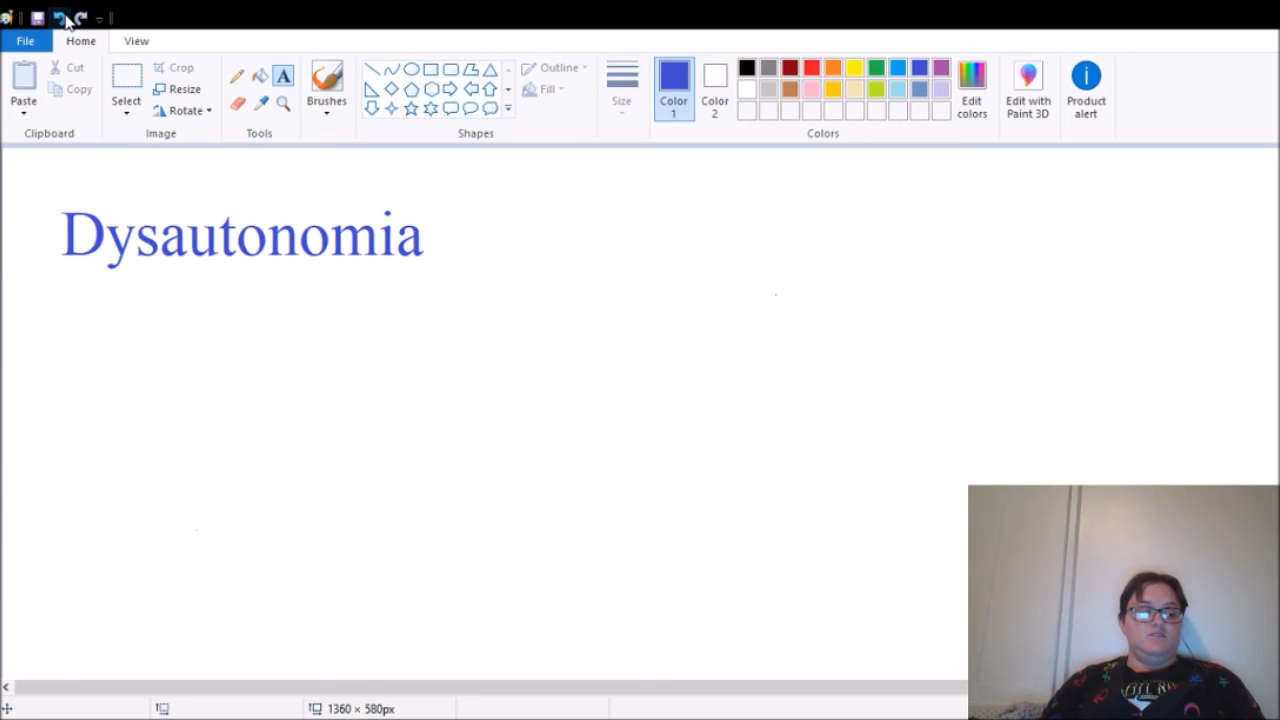 File Home View
Cut Crop Outline Edit with Product
Copy Resize Fill
Paste Select Rotate Brushes Size Color 1 Color 2 Edit colors Paint 3D alert
Clipboard Image Tools Shapes Colors
Dysautonomia
1360 × 580px